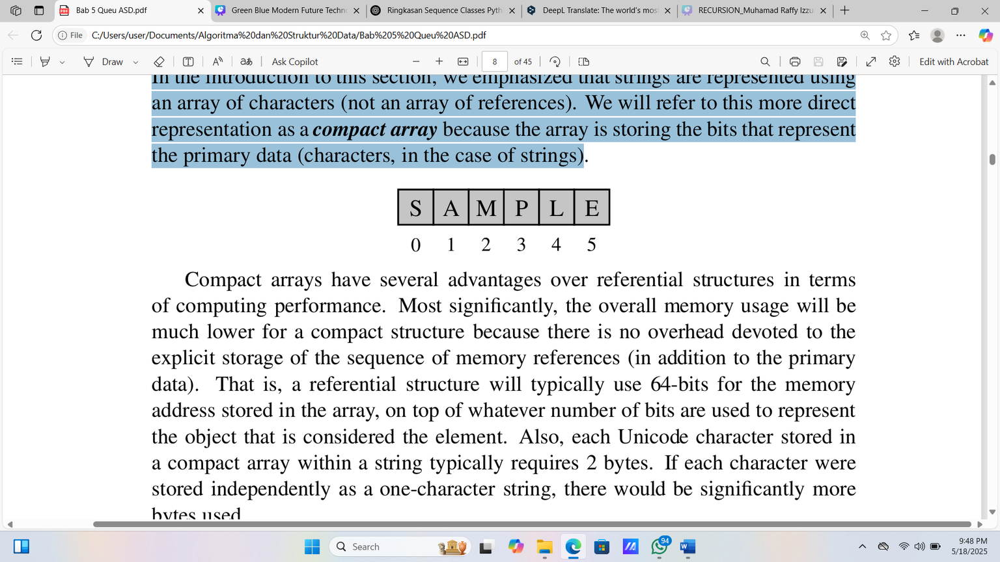 Bab 5 Queu ASD.pdf
Green Blue Modern Future Techno
Ringkasan Sequence Classes Pyth
DeepL Translate: The world's mos
RECURSION_Muhamad Raffy Izzu
File C:/Users/user/Documents/Algoritma%20dan%20Struktur%20Data/Bab%205%20Queu%20ASD.pdf
Draw
aあ
Ask Copilot
8 of 45
Edit with Acrobat
In the introduction to this section, we emphasized that strings are represented using
an array of characters (not an array of references). We will refer to this more direct
representation as a compact array because the array is storing the bits that represent
the primary data (characters, in the case of strings).
S A M P L E
0 1 2 3 4 5
Compact arrays have several advantages over referential structures in terms
of computing performance. Most significantly, the overall memory usage will be
much lower for a compact structure because there is no overhead devoted to the
explicit storage of the sequence of memory references (in addition to the primary
data). That is, a referential structure will typically use 64-bits for the memory
address stored in the array, on top of whatever number of bits are used to represent
the object that is considered the element. Also, each Unicode character stored in
a compact array within a string typically requires 2 bytes. If each character were
stored independently as a one-character string, there would be significantly more
bytes used.
Search
94
9:48 PM
5/18/2025